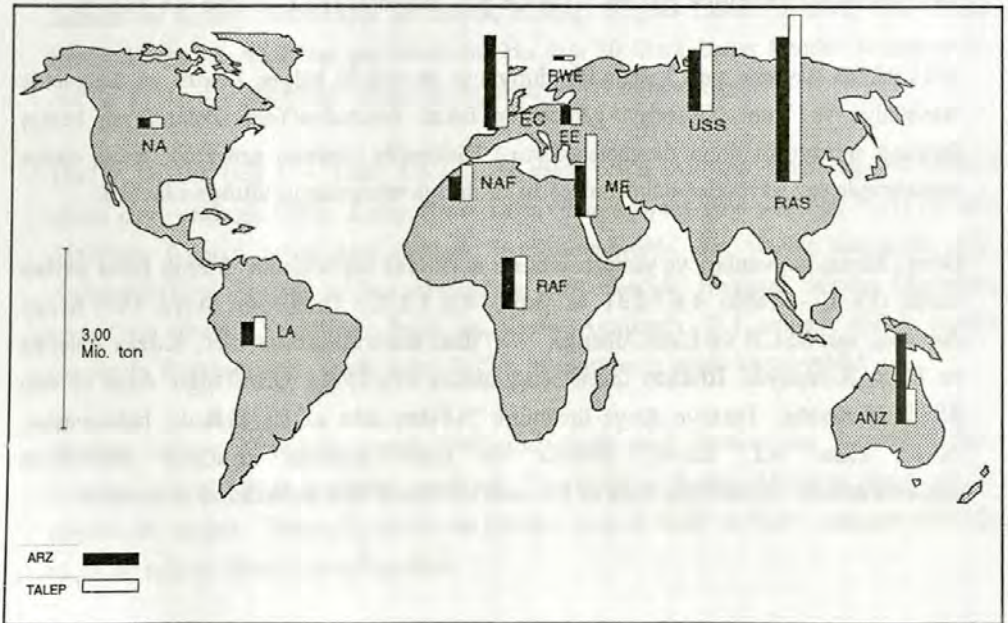 RWE
EC
EE
USS
NA
NAF
ME
RAS
RAF
LA
3,00
Mio. ton
ANZ
ARZ
TALEP